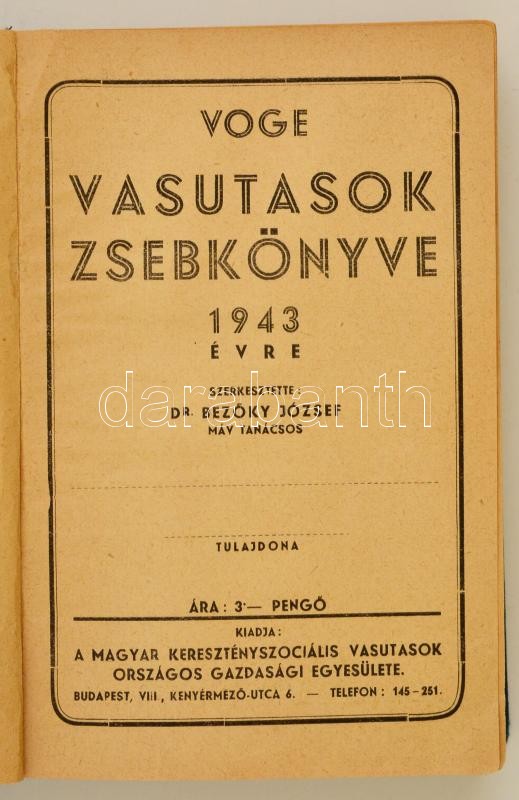 VOGE
VASUTASOK
ZSEBKÖNYVE
1943
ÉVRE
SZERKESZTETTE:
DR. BEZÓKY JÓZSEF
MÁV TANÁCSOS
darabanth
TULAJDONA
ÁRA: 3·— PENGŐ
KIADJA:
A MAGYAR KERESZTÉNYSZOCIÁLIS VASUTASOK
ORSZÁGOS GAZDASÁGI EGYESÜLETE.
BUDAPEST, VIII, KENYÉRMEZŐ-UTCA 6. — TELEFON: 145-251.